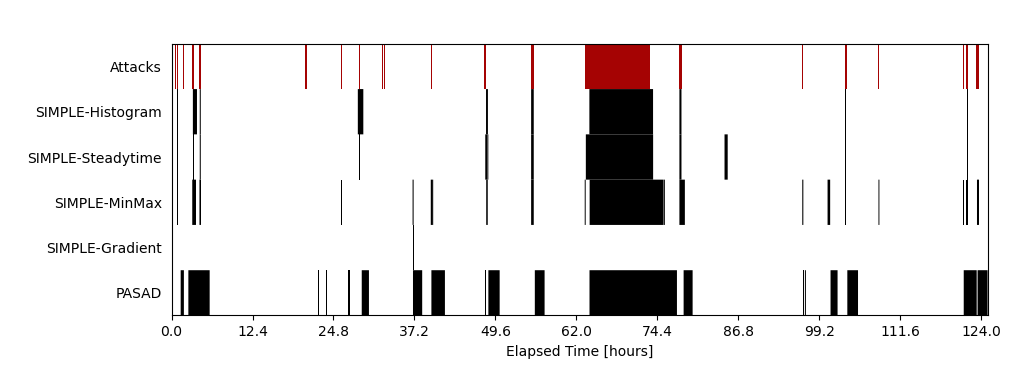 Attacks
SIMPLE-Histogram
SIMPLE-Steadytime
SIMPLE-MinMax
SIMPLE-Gradient
PASAD
0.0 12.4 24.8 37.2 49.6 62.0 74.4 86.8 99.2 111.6 124.0
Elapsed Time [hours]